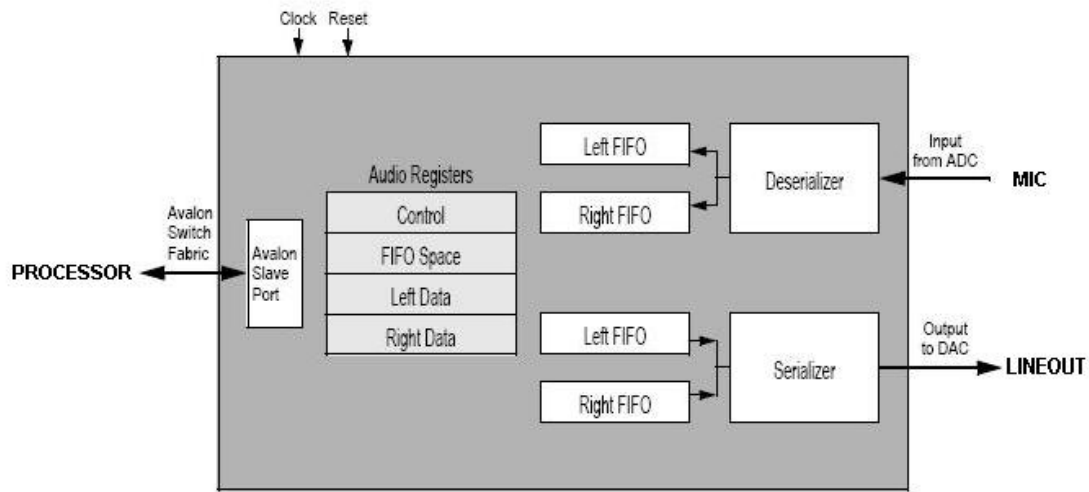 Clock Reset
Left FIFO
Right FIFO
Deserializer
Input
from ADC
MIC
Audio Registers
Control
FIFO Space
Left Data
Right Data
Avalon
Switch
Fabric
PROCESSOR
Avalon
Slave
Port
Left FIFO
Right FIFO
Serializer
Output
to DAC
LINEOUT